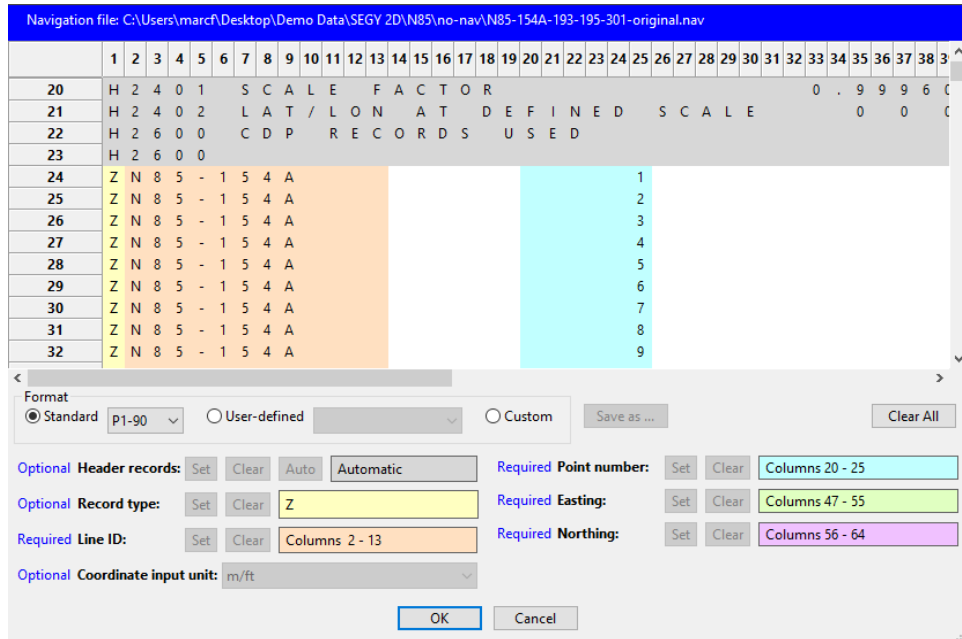 Navigation file: C:\Users\marcf\Desktop\Demo Data\SEGY 2D\N85\no-nav\N85-154A-193-195-301-original.nav
1 2 3 4 5 6 7 8 9 10 11 12 13 14 15 16 17 18 19 20 21 22 23 24 25 26 27 28 29 30 31 32 33 34 35 36 37 38
20 H 2 4 0 1 S C A L E F A C T O R 0 . 9 9 9 6
21 H 2 4 0 2 L A T / L O N A T D E F I N E D S C A L E 0 0
22 H 2 6 0 0 C D P R E C O R D S U S E D
23 H 2 6 0 0
24 Z N 8 5 - 1 5 4 A 1
25 Z N 8 5 - 1 5 4 A 2
26 Z N 8 5 - 1 5 4 A 3
27 Z N 8 5 - 1 5 4 A 4
28 Z N 8 5 - 1 5 4 A 5
29 Z N 8 5 - 1 5 4 A 6
30 Z N 8 5 - 1 5 4 A 7
31 Z N 8 5 - 1 5 4 A 8
32 Z N 8 5 - 1 5 4 A 9
Format
Standard P1-90 User-defined Custom Save as ... Clear All
Optional Header records: Set Clear Auto Automatic Required Point number: Set Clear Columns 20 - 25
Optional Record type: Set Clear Z Required Easting: Set Clear Columns 47 - 55
Required Line ID: Set Clear Columns 2 - 13 Required Northing: Set Clear Columns 56 - 64
Optional Coordinate input unit: m/ft
OK Cancel